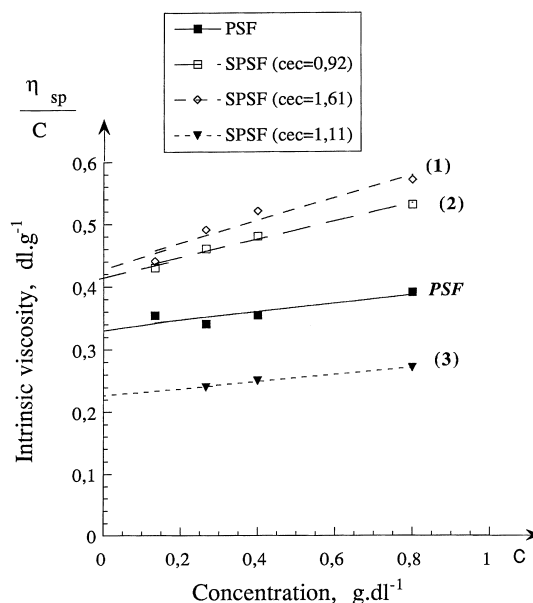 PSF
SPSF (cec=0,92)
SPSF (cec=1,61)
SPSF (cec=1,11)
η sp
C
0,6
0,5
0,4
0,3
0,2
0,1
0
Intrinsic viscosity, dl.g-1
(1)
(2)
PSF
(3)
0 0,2 0,4 0,6 0,8 1 C
Concentration, g.dl-1